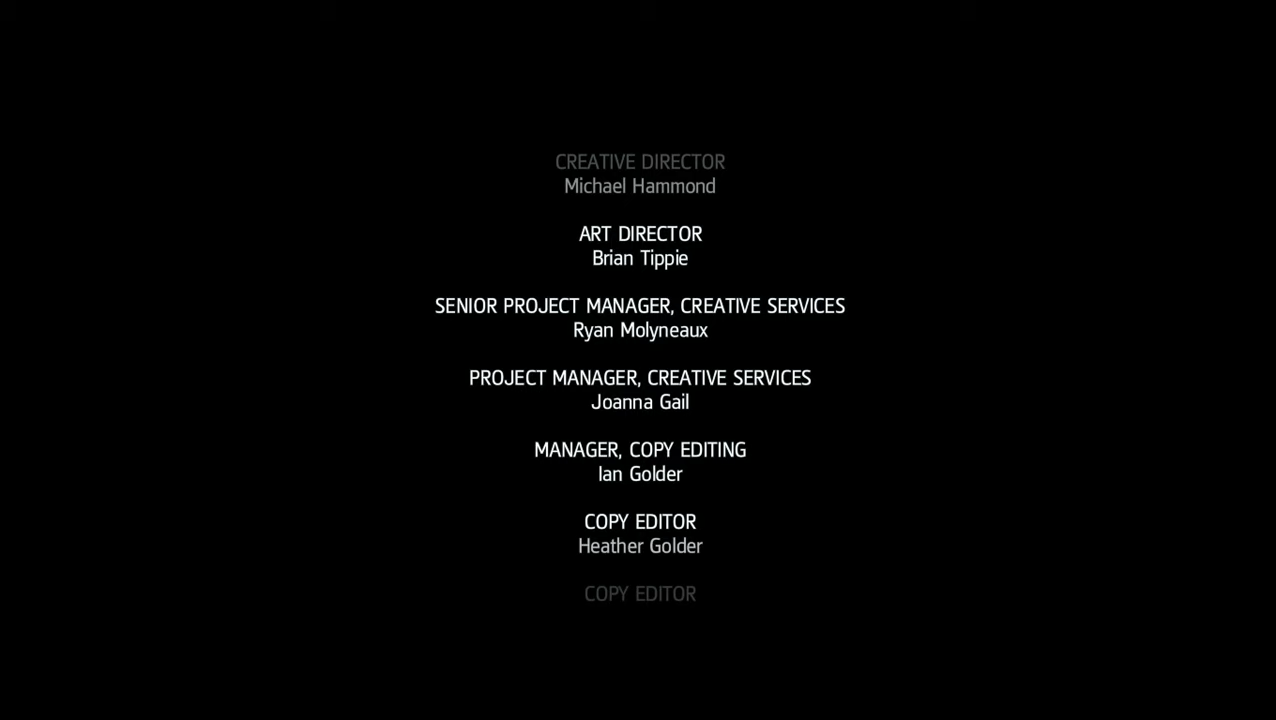 CREATIVE DIRECTOR
Michael Hammond
ART DIRECTOR
Brian Tippie
SENIOR PROJECT MANAGER, CREATIVE SERVICES
Ryan Molyneaux
PROJECT MANAGER, CREATIVE SERVICES
Joanna Gail
MANAGER, COPY EDITING
Ian Golder
COPY EDITOR
Heather Golder
COPY EDITOR